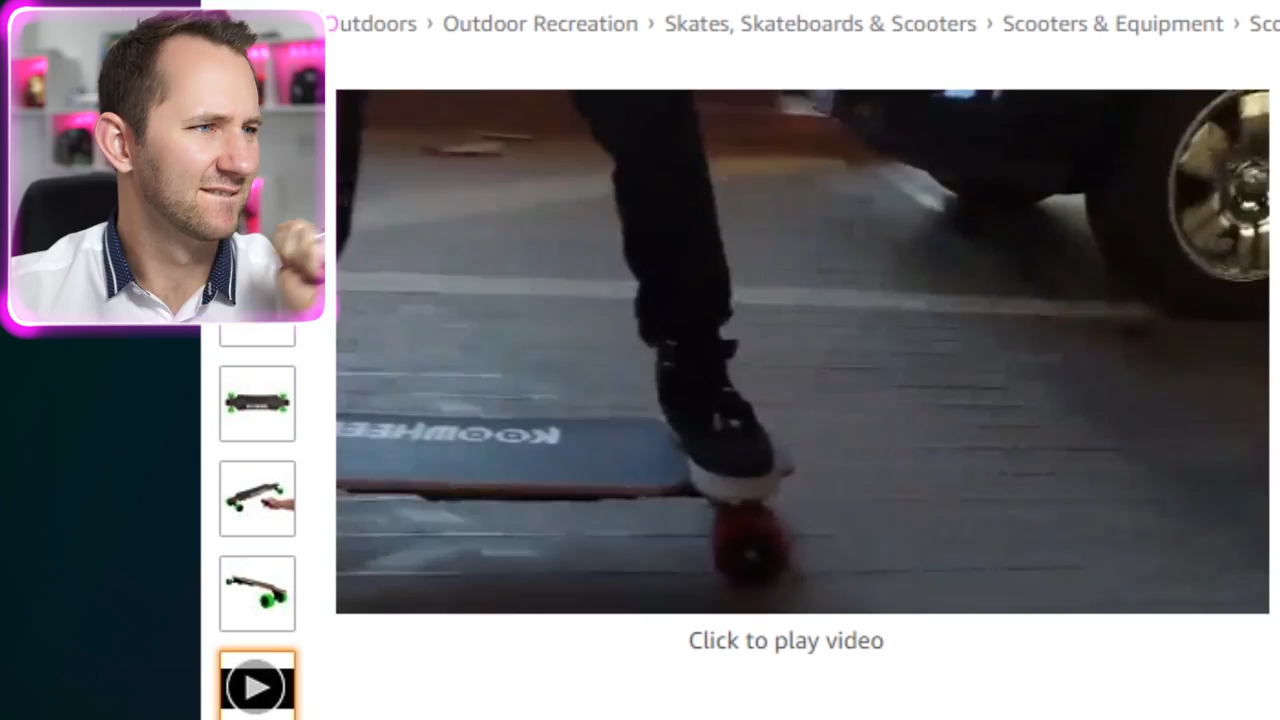 Outdoors › Outdoor Recreation › Skates, Skateboards & Scooters › Scooters & Equipment › Sco
KOOWHEEL
Click to play video